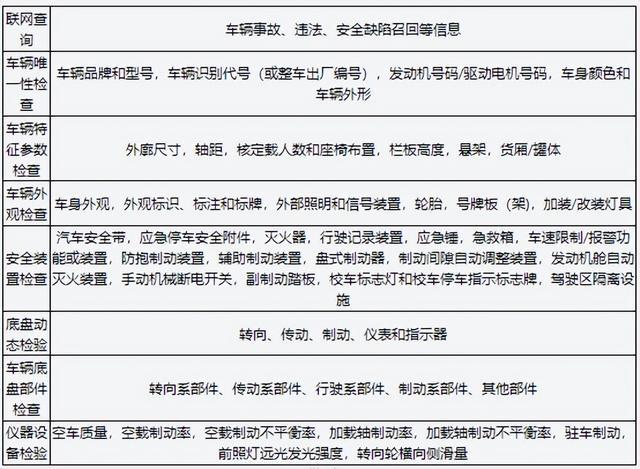 联网查
询
车辆事故、违法、安全缺陷召回等信息
车辆唯
一性检
查
车辆品牌和型号，车辆识别代号（或整车出厂编号），发动机号码/驱动电机号码，车身颜色和
车辆外形
车辆特
征参数
检查
外廓尺寸，轴距，核定载人数和座椅布置，栏板高度，悬架，货厢/罐体
车辆外
观检查
车身外观，外观标识、标注和标牌，外部照明和信号装置，轮胎，号牌板（架），加装/改装灯具
安全装
置检查
汽车安全带，应急停车安全附件，灭火器，行驶记录装置，应急锤，急救箱，车速限制/报警功
能或装置，防抱制动装置，辅助制动装置，盘式制动器，制动间隙自动调整装置，发动机舱自动
灭火装置，手动机械断电开关，副制动踏板，校车标志灯和校车停车指示标志牌，驾驶区隔离设
施
底盘动
态检验
转向、传动、制动、仪表和指示器
车辆底
盘部件
检查
转向系部件、传动系部件、行驶系部件、制动系部件、其他部件
仪器设
备检验
空车质量，空载制动率，空载制动不平衡率，加载轴制动率，加载轴制动不平衡率，驻车制动，
前照灯远光发光强度，转向轮横向侧滑量